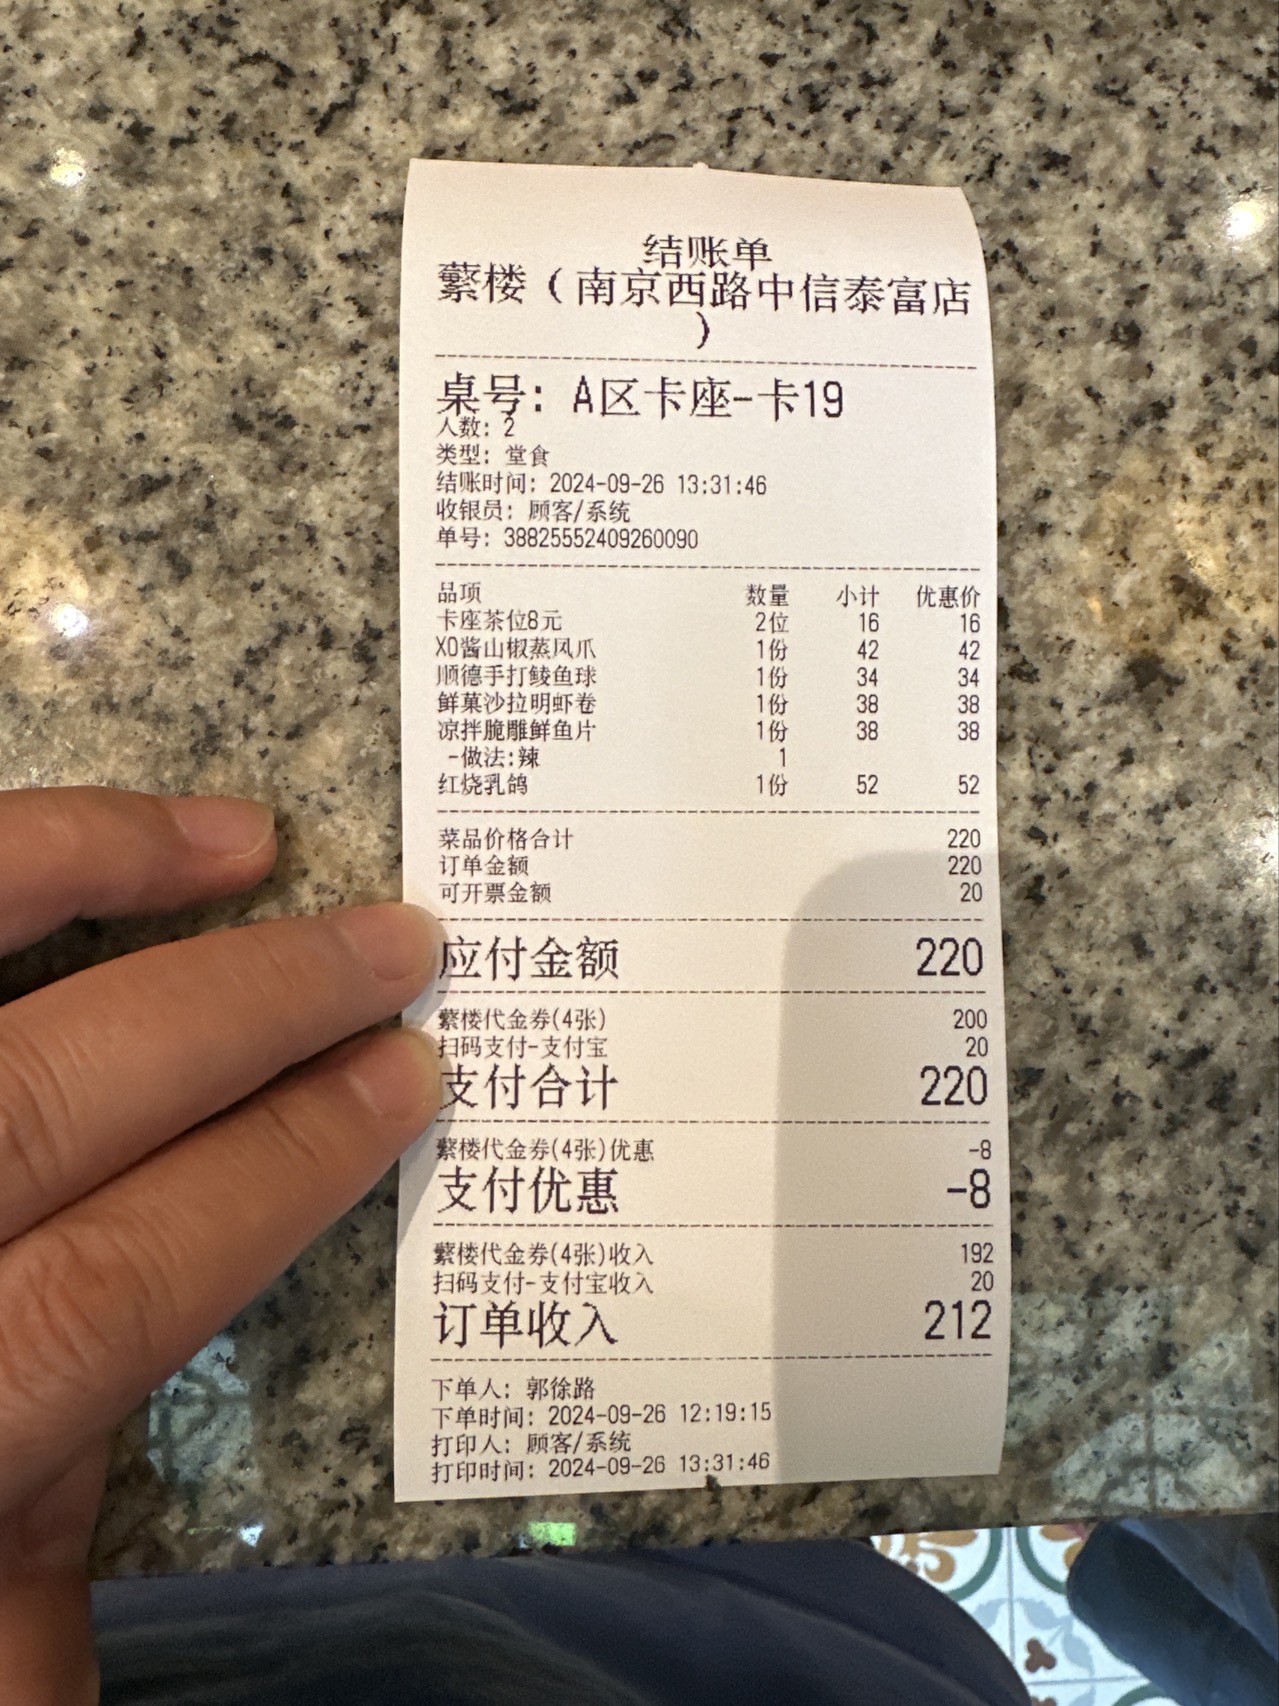 结账单
蘩楼（南京西路中信泰富店
）
桌号：A区卡座-卡19
人数：2
类型：堂食
结账时间：2024-09-26 13:31:46
收银员：顾客/系统
单号：38825552409260090
品项 数量 小计 优惠价
卡座茶位8元 2位 16 16
XO酱山椒蒸凤爪 1份 42 42
顺德手打鲮鱼球 1份 34 34
鲜菓沙拉明虾卷 1份 38 38
凉拌脆雕鲜鱼片 1份 38 38
-做法:辣 1
红烧乳鸽 1份 52 52
菜品价格合计 220
订单金额 220
可开票金额 20
应付金额 220
蘩楼代金券(4张) 200
扫码支付-支付宝 20
支付合计 220
蘩楼代金券(4张)优惠 -8
支付优惠 -8
蘩楼代金券(4张)收入 192
扫码支付-支付宝收入 20
订单收入 212
下单人：郭徐路
下单时间：2024-09-26 12:19:15
打印人：顾客/系统
打印时间：2024-09-26 13:31:46